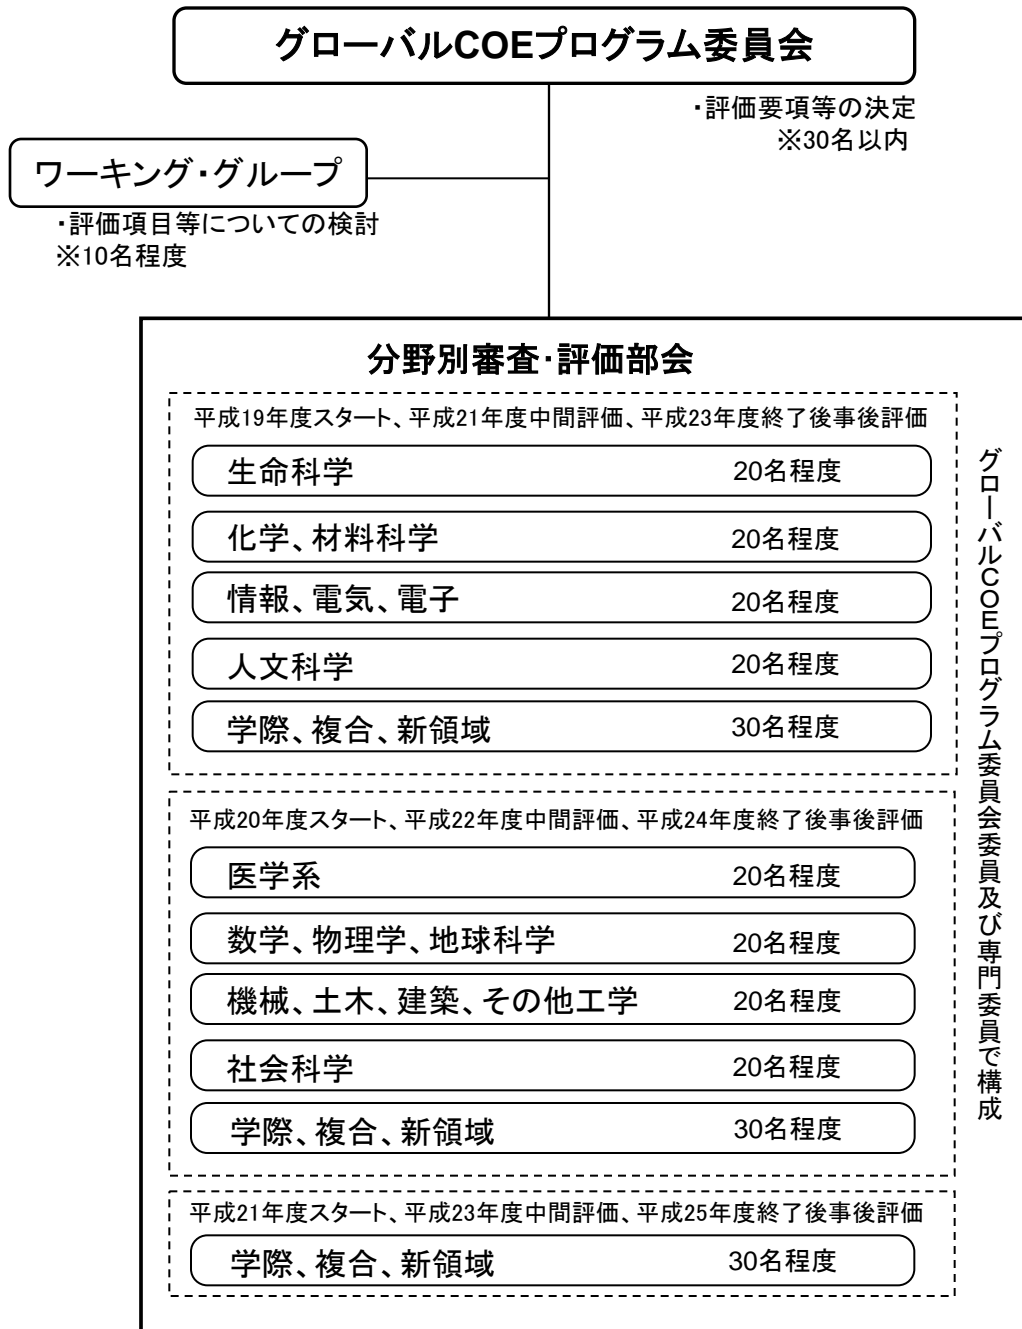 グローバルCOEプログラム委員会
・評価要項等の決定
※30名以内
ワーキング・グループ
・評価項目等についての検討
※10名程度
分野別審査・評価部会
平成19年度スタート、平成21年度中間評価、平成23年度終了後事後評価
生命科学 20名程度
化学、材料科学 20名程度
情報、電気、電子 20名程度
人文科学 20名程度
学際、複合、新領域 30名程度
平成20年度スタート、平成22年度中間評価、平成24年度終了後事後評価
医学系 20名程度
数学、物理学、地球科学 20名程度
機械、土木、建築、その他工学 20名程度
社会科学 20名程度
学際、複合、新領域 30名程度
平成21年度スタート、平成23年度中間評価、平成25年度終了後事後評価
学際、複合、新領域 30名程度
グローバルCOEプログラム委員会委員及び専門委員で構成